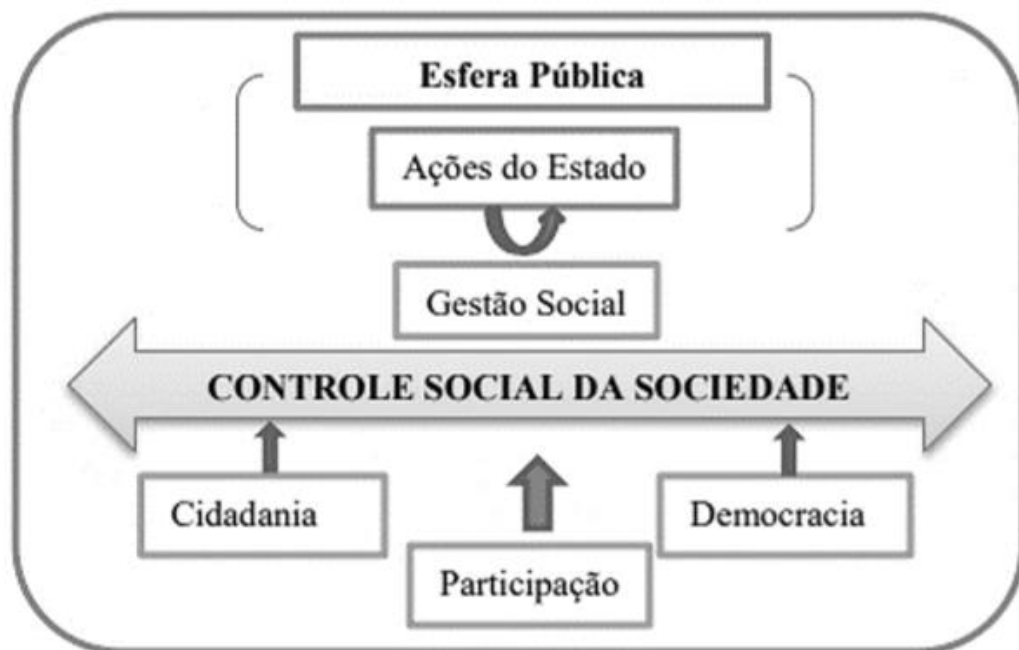 Esfera Pública
Ações do Estado
Gestão Social
CONTROLE SOCIAL DA SOCIEDADE
Cidadania
Democracia
Participação